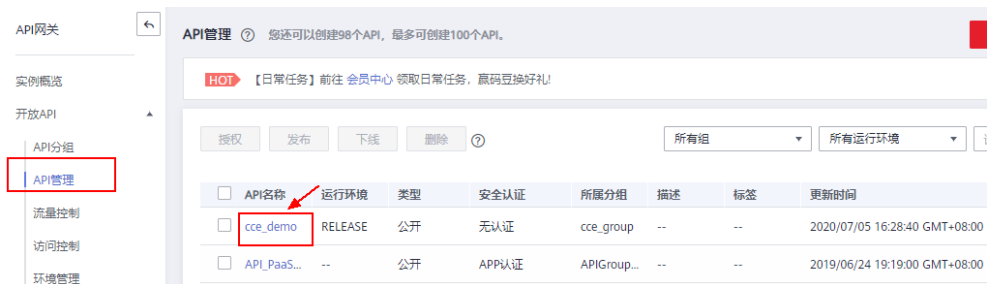 API网关
实例概览
开放API
API分组
API管理
流量控制
访问控制
环境管理
API管理 ? 您还可以创建98个API，最多可创建100个API。
HOT 【日常任务】前往 会员中心 领取日常任务，赢码豆换好礼!
授权 发布 下线 删除 ? 所有组 所有运行环境
API名称 运行环境 类型 安全认证 所属分组 描述 标签 更新时间
cce_demo RELEASE 公开 无认证 cce_group -- -- 2020/07/05 16:28:40 GMT+08:00
API_PaaS... -- 公开 APP认证 APIGroup... -- -- 2019/06/24 19:19:00 GMT+08:00